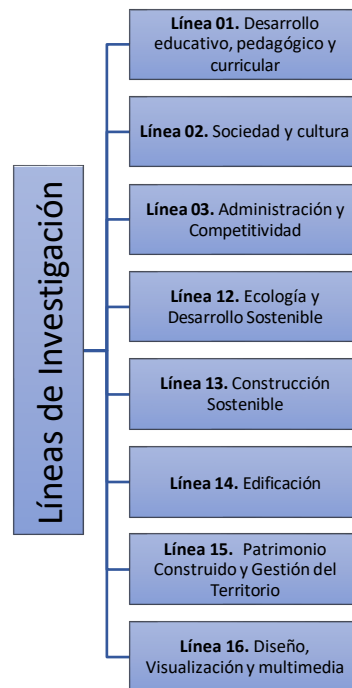 Líneas de Investigación
Línea 01. Desarrollo
educativo, pedagógico y
curricular
Línea 02. Sociedad y cultura
Línea 03. Administración y
Competitividad
Línea 12. Ecología y
Desarrollo Sostenible
Línea 13. Construcción
Sostenible
Línea 14. Edificación
Línea 15. Patrimonio
Construido y Gestión del
Territorio
Línea 16. Diseño,
Visualización y multimedia